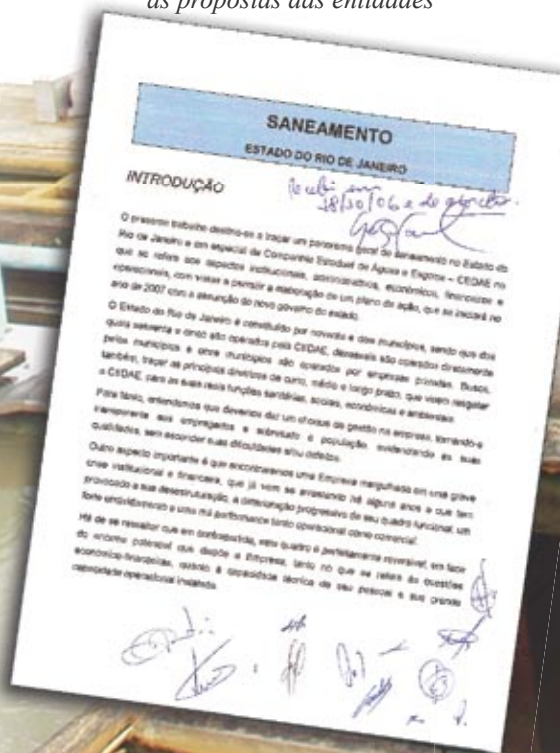 as propostas das entidades
SANEAMENTO
ESTADO DO RIO DE JANEIRO
INTRODUÇÃO
18/10/06
O presente trabalho destina-se a traçar um panorama geral do saneamento no Estado do
Rio de Janeiro e em especial da Companhia Estadual de Águas e Esgotos – CEDAE no
que se refere aos aspectos institucionais, administrativos, econômicos, financeiros e
operacionais, com vistas a permitir a elaboração de um plano de ação, que se iniciará no
ano de 2007 com a assunção do novo governo do estado.
O Estado do Rio de Janeiro é constituído por noventa e dois municípios, sendo que dos
quais sessenta e cinco são operados pela CEDAE, dezesseis são operados diretamente
pelos municípios e onze municípios são operados por empresas privadas. Busca,
também, traçar as principais diretrizes de curto, médio e longo prazo, que visem resgatar
a CEDAE, para as suas reais funções sanitárias, sociais, econômicas e ambientais.
Para tanto, entendemos que devemos dar um choque de gestão na empresa, tornando-a
transparente aos empregados e sobretudo a população, evidenciando as suas
qualidades, sem esconder suas dificuldades e/ou defeitos.
Outro aspecto importante é que encontraremos uma Empresa mergulhada em uma grave
crise institucional e financeira, que já vem se arrastando há alguns anos e que tem
provocado a sua desestruturação, a deterioração progressiva de seu quadro funcional, um
forte endividamento e uma má performance tanto operacional como comercial.
Há de se ressaltar que em contrapartida, este quadro é perfeitamente reversível, em face
do enorme potencial que dispõe a Empresa, tanto no que se refere às questões
econômico-financeiras, quanto à capacidade técnica de seu pessoal e sua grande
capacidade operacional instalada.